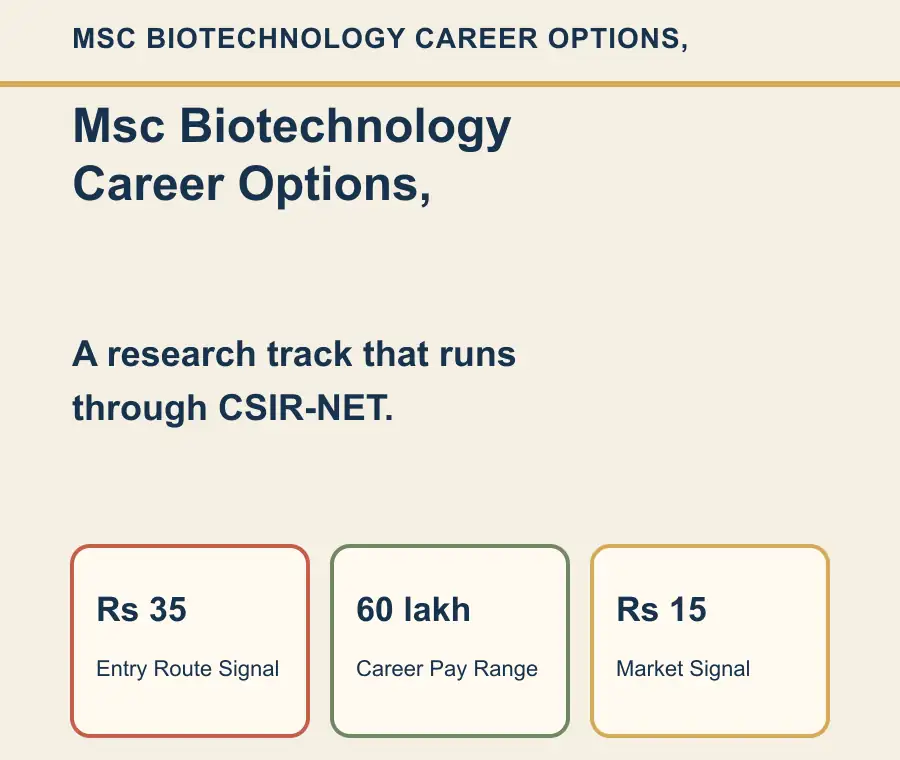 MSC BIOTECHNOLOGY CAREER OPTIONS,
Msc Biotechnology
Career Options,
A research track that runs
through CSIR-NET.
Rs 35
Entry Route Signal
60 lakh
Career Pay Range
Rs 15
Market Signal